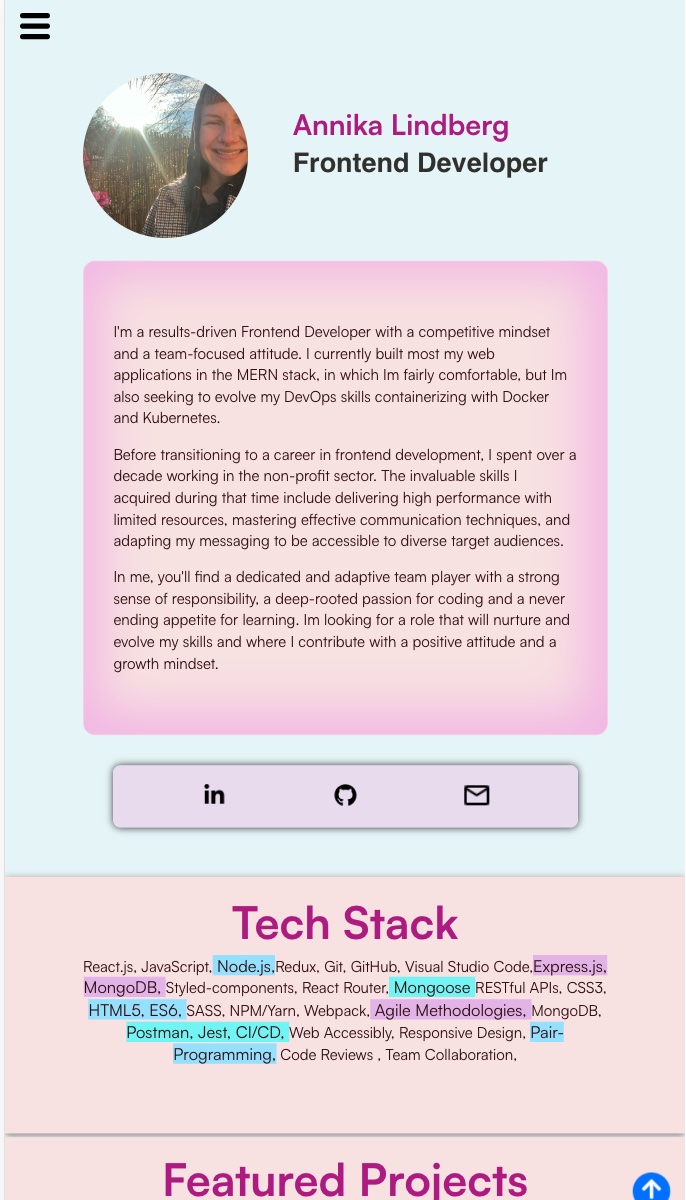 Annika Lindberg
Frontend Developer
I'm a results-driven Frontend Developer with a competitive mindset
and a team-focused attitude. I currently built most my web
applications in the MERN stack, in which Im fairly comfortable, but Im
also seeking to evolve my DevOps skills containerizing with Docker
and Kubernetes.
Before transitioning to a career in frontend development, I spent over a
decade working in the non-profit sector. The invaluable skills I
acquired during that time include delivering high performance with
limited resources, mastering effective communication techniques, and
adapting my messaging to be accessible to diverse target audiences.
In me, you'll find a dedicated and adaptive team player with a strong
sense of responsibility, a deep-rooted passion for coding and a never
ending appetite for learning. Im looking for a role that will nurture and
evolve my skills and where I contribute with a positive attitude and a
growth mindset.
in
Tech Stack
React.js, JavaScript, Node.js,Redux, Git, GitHub, Visual Studio Code,Express.js,
MongoDB, Styled-components, React Router, Mongoose RESTful APIs, CSS3,
HTML5, ES6, SASS, NPM/Yarn, Webpack, Agile Methodologies, MongoDB,
Postman, Jest, CI/CD, Web Accessibly, Responsive Design, Pair-
Programming, Code Reviews , Team Collaboration,
Featured Projects